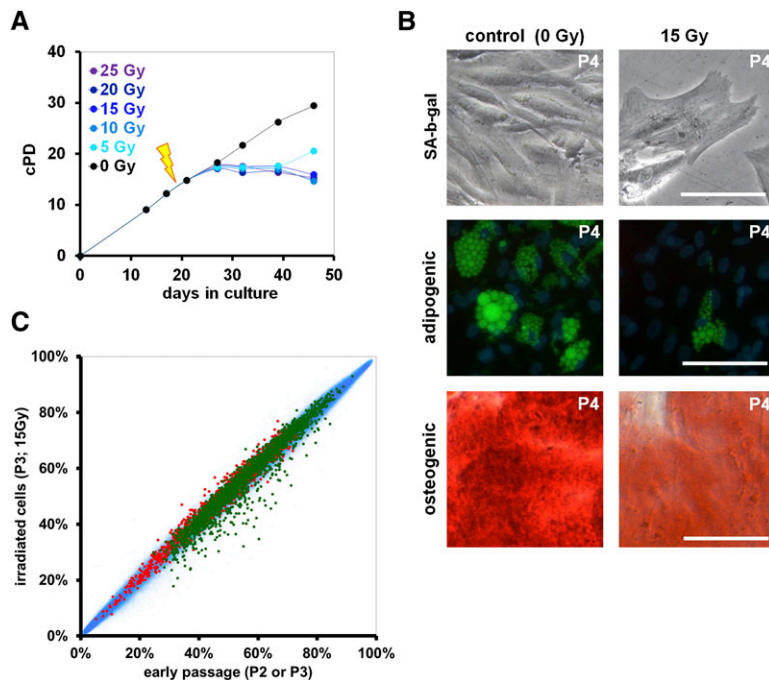 A
40
30
20
10
0
cPD
25 Gy
20 Gy
15 Gy
10 Gy
5 Gy
0 Gy
0 10 20 30 40 50
days in culture
B
control (0 Gy) 15 Gy
SA-b-gal
P4 P4
adipogenic
P4 P4
osteogenic
P4 P4
C
100%
80%
60%
40%
20%
0%
irradiated cells (P3; 15Gy)
0% 20% 40% 60% 80% 100%
early passage (P2 or P3)